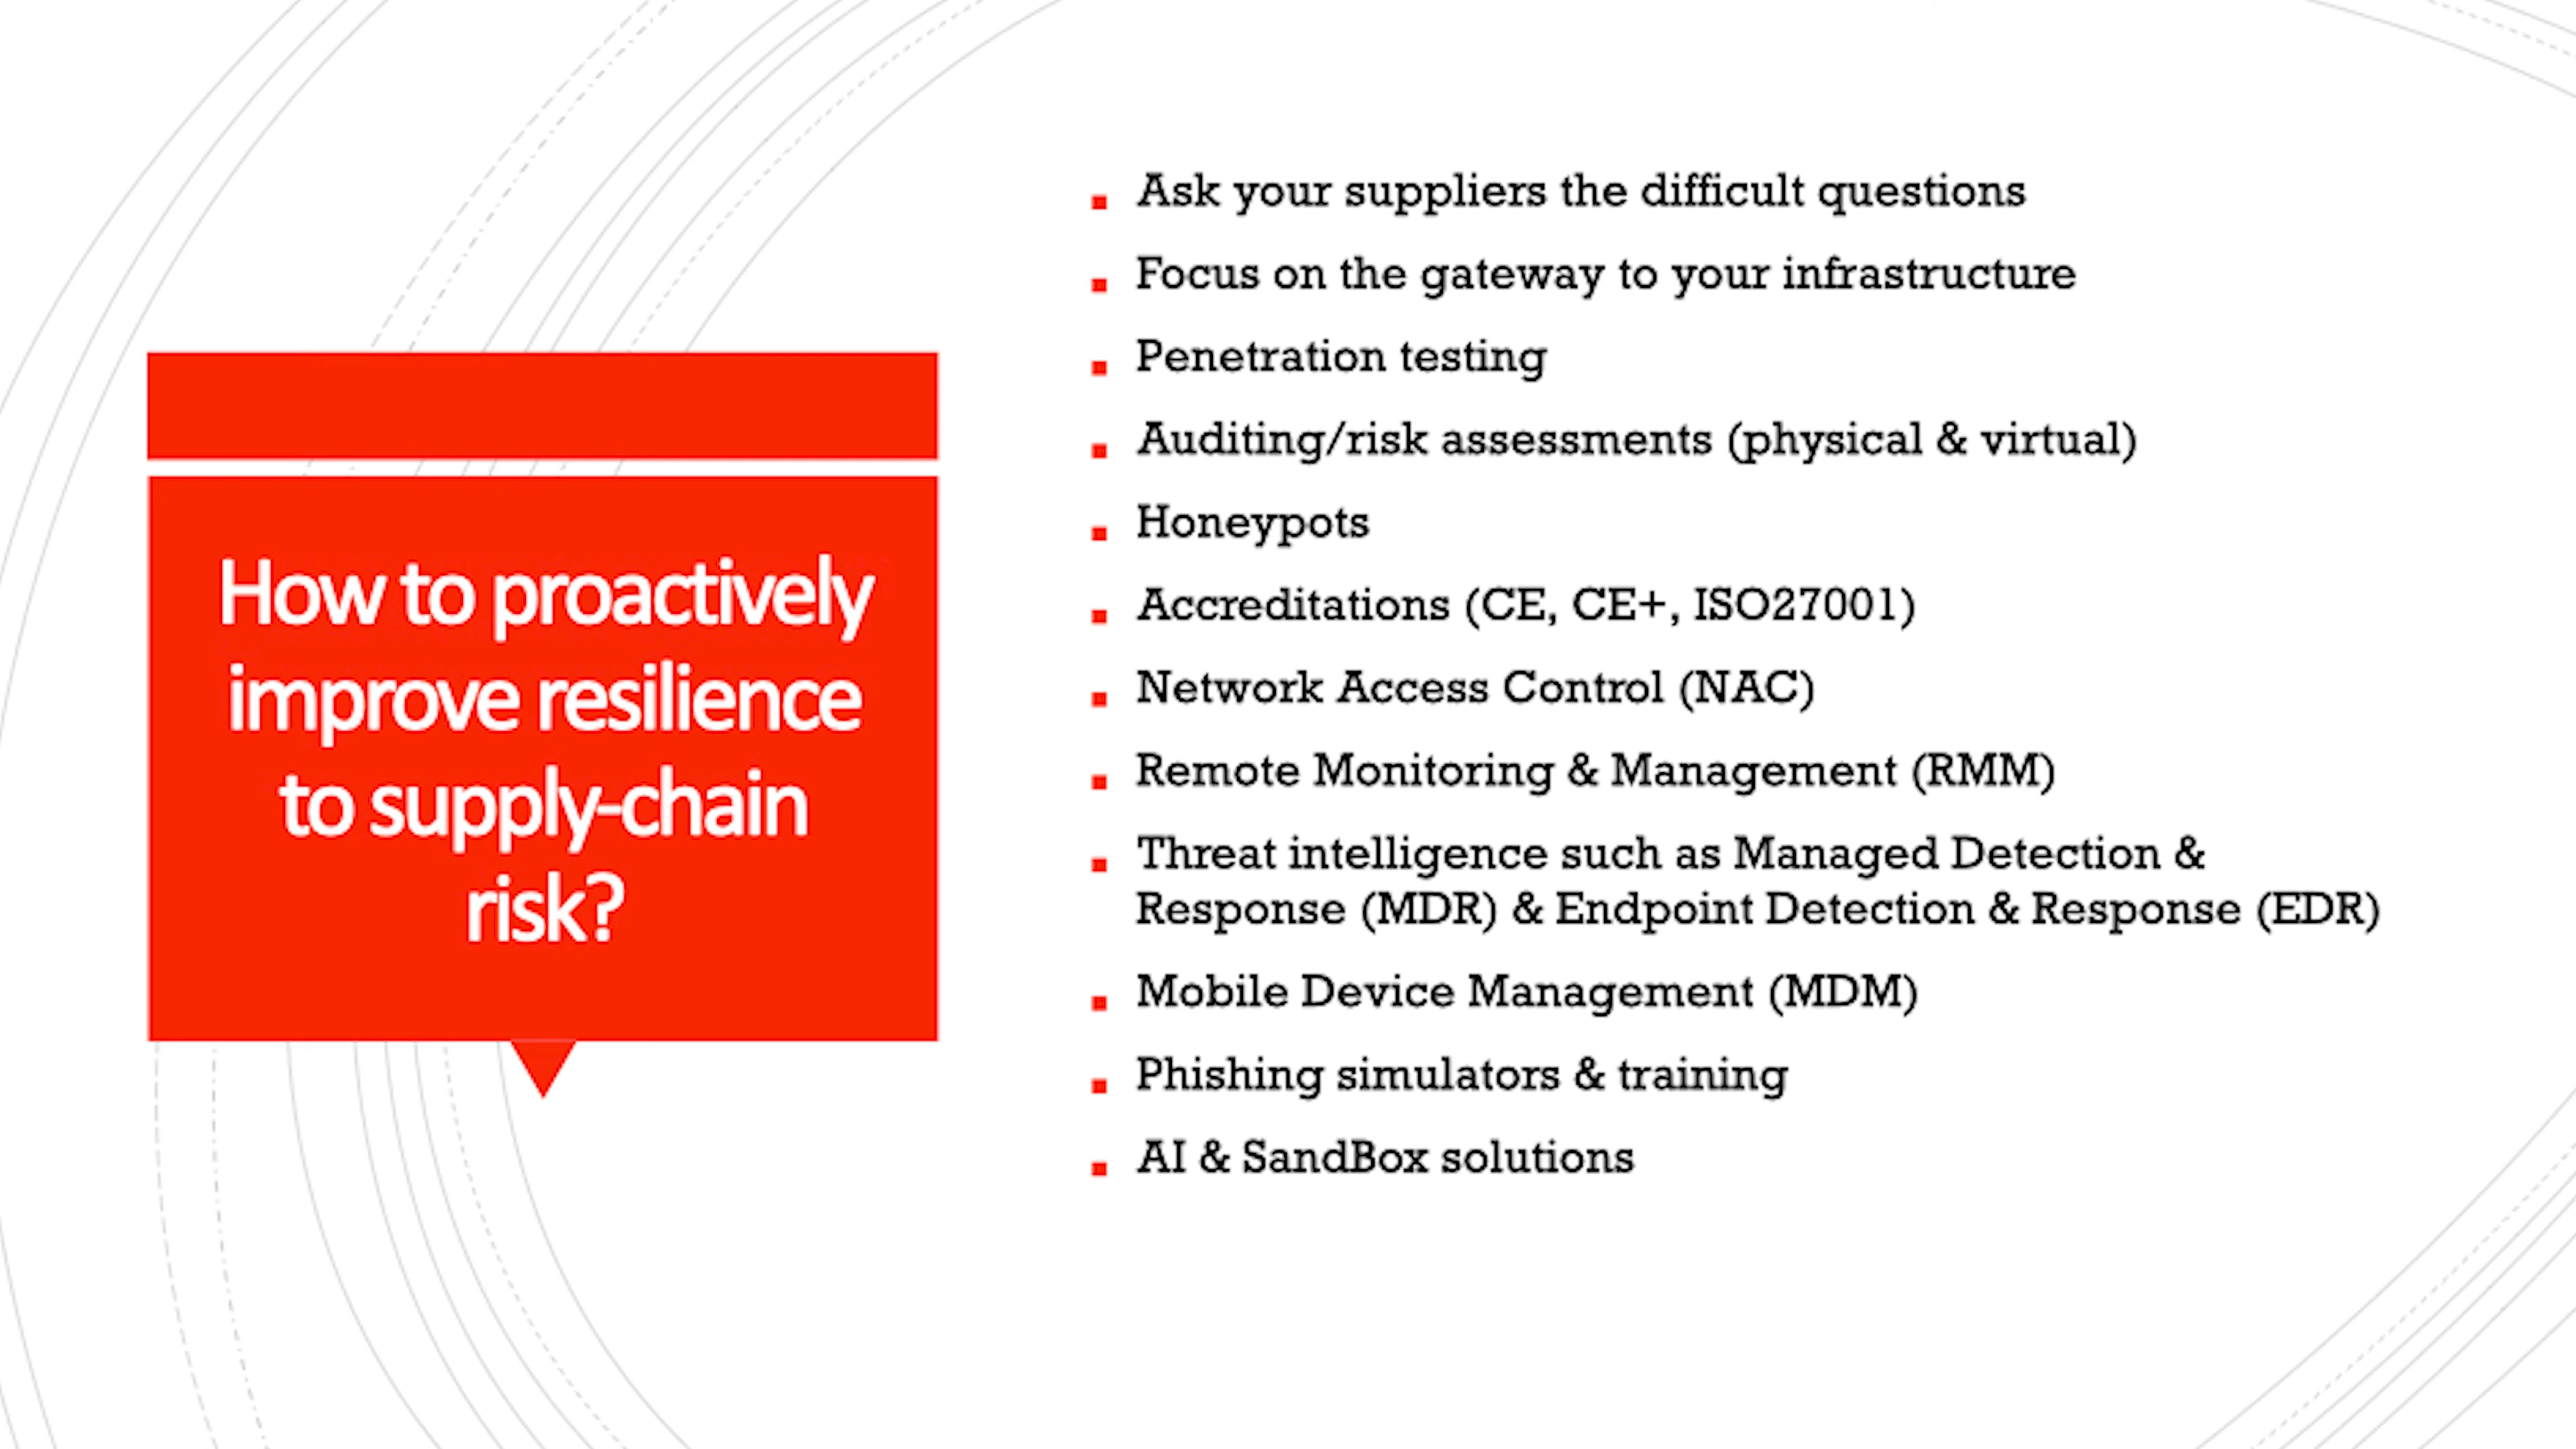 How to proactively
improve resilience
to supply-chain
risk?
Ask your suppliers the difficult questions
Focus on the gateway to your infrastructure
Penetration testing
Auditing/risk assessments (physical & virtual)
Honeypots
Accreditations (CE, CE+, ISO27001)
Network Access Control (NAC)
Remote Monitoring & Management (RMM)
Threat intelligence such as Managed Detection &
Response (MDR) & Endpoint Detection & Response (EDR)
Mobile Device Management (MDM)
Phishing simulators & training
AI & SandBox solutions